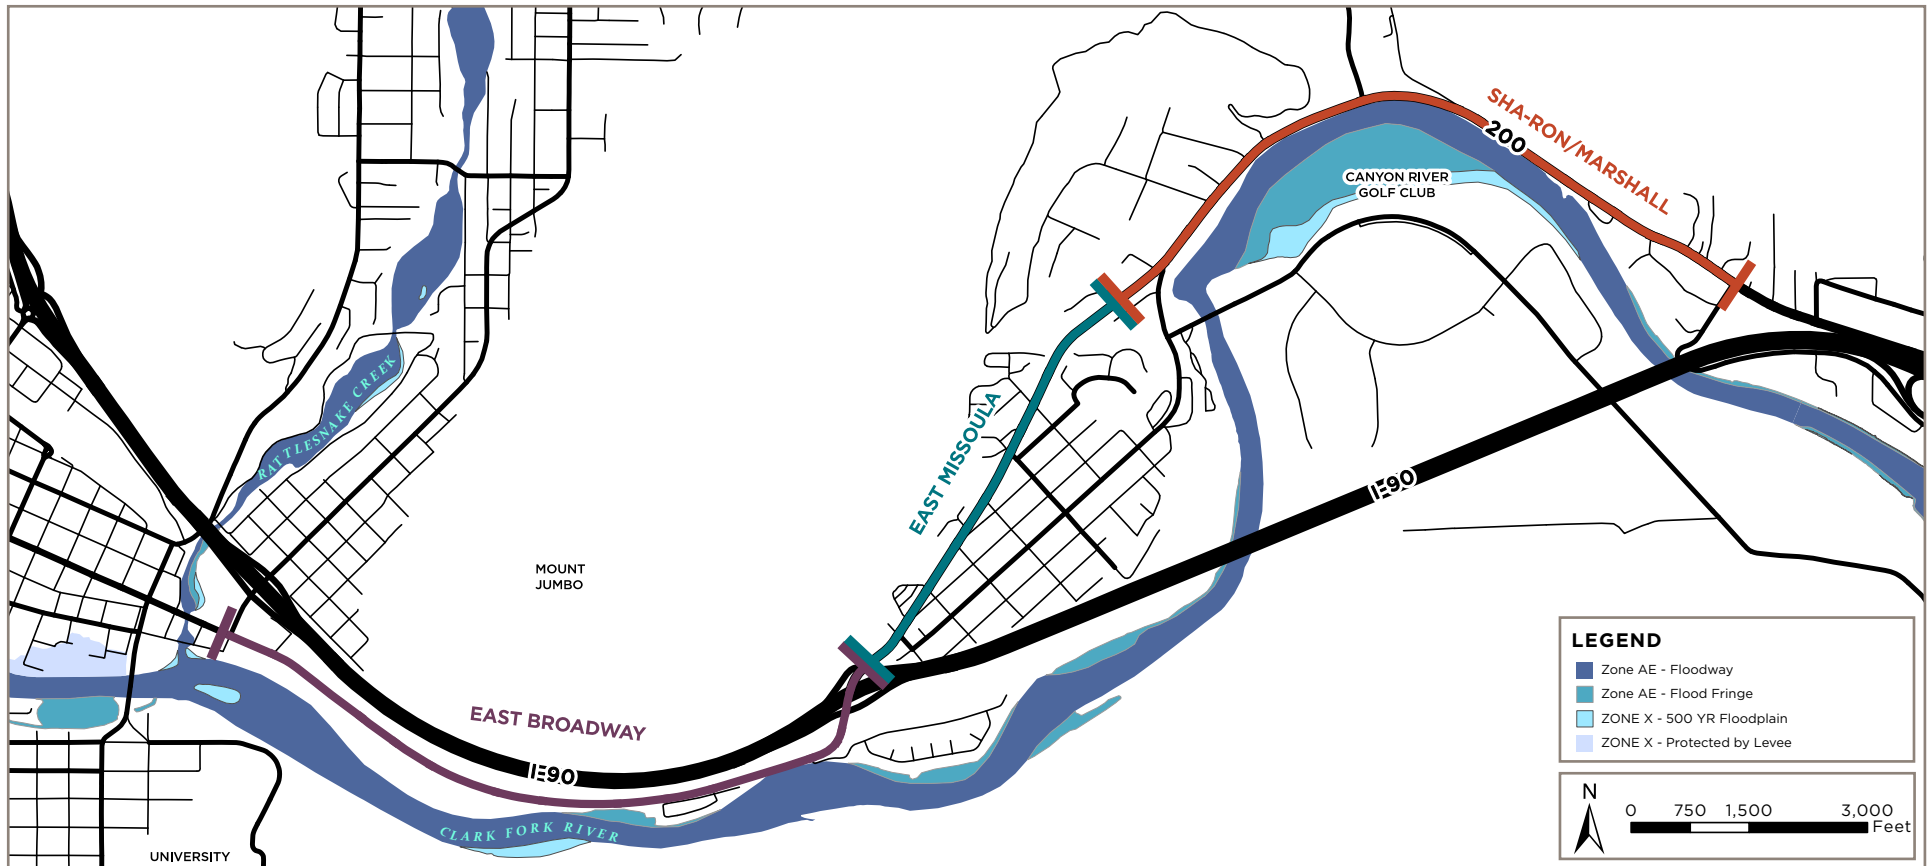 SHA-RON/MARSHALL
200
CANYON RIVER
GOLF CLUB
RATTLESNAKE CREEK
EAST MISSOULA
I-90
MOUNT
JUMBO
EAST BROADWAY
I-90
CLARK FORK RIVER
UNIVERSITY
LEGEND
Zone AE - Floodway
Zone AE - Flood Fringe
ZONE X - 500 YR Floodplain
ZONE X - Protected by Levee
N
0 750 1,500 3,000
Feet